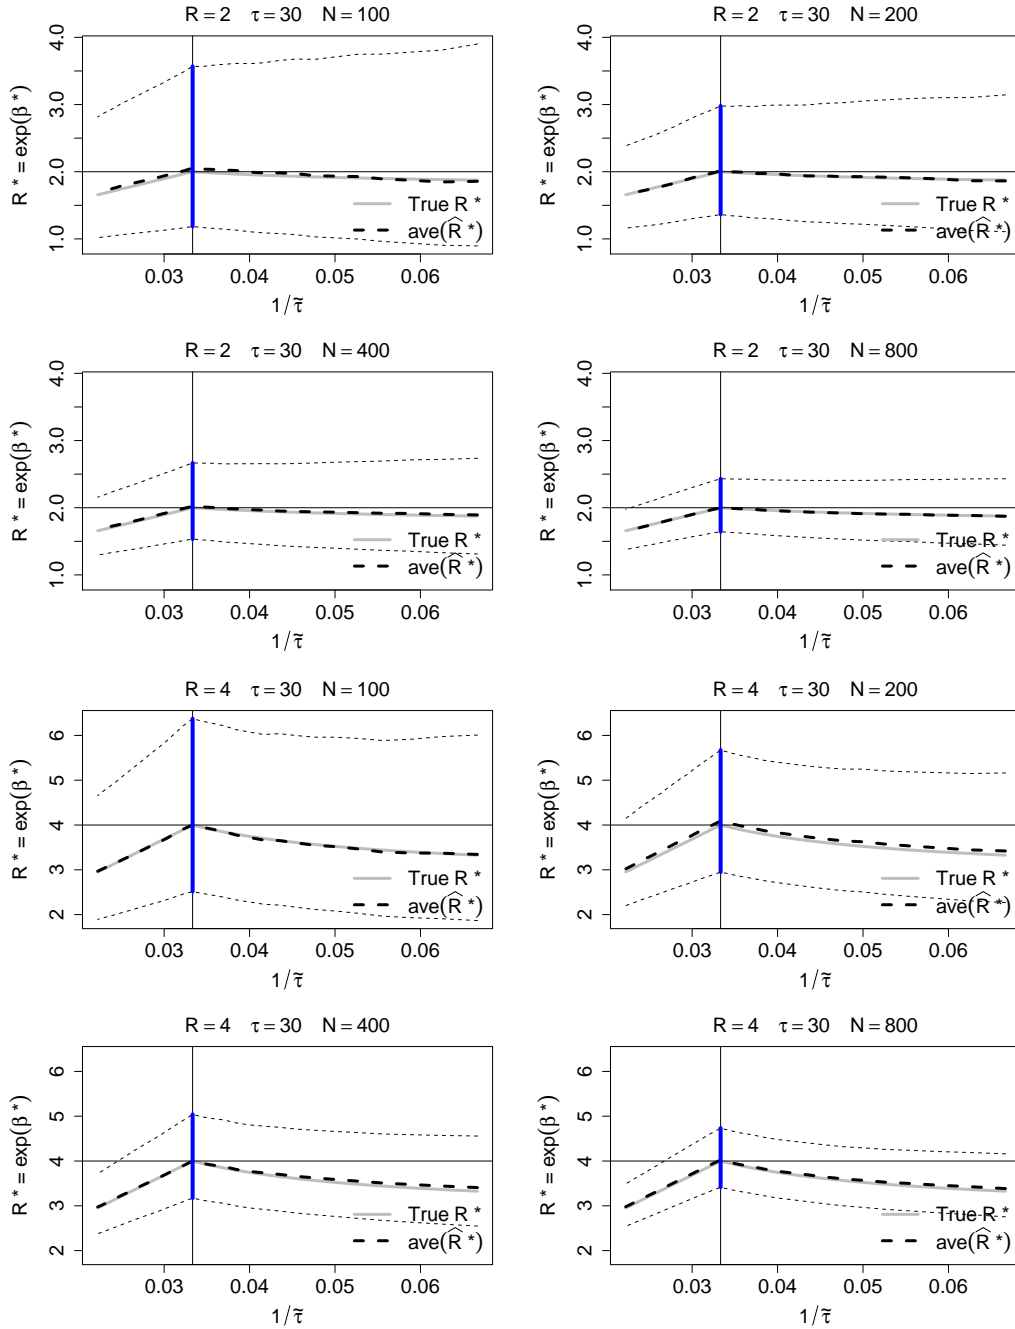 R = 2 τ = 30 N = 100
R * = exp(β *)
1.0 2.0 3.0 4.0
True R *
ave(R̂ *)
0.03 0.04 0.05 0.06
1/τ̃
R = 2 τ = 30 N = 200
R * = exp(β *)
1.0 2.0 3.0 4.0
True R *
ave(R̂ *)
0.03 0.04 0.05 0.06
1/τ̃
R = 2 τ = 30 N = 400
R * = exp(β *)
1.0 2.0 3.0 4.0
True R *
ave(R̂ *)
0.03 0.04 0.05 0.06
1/τ̃
R = 2 τ = 30 N = 800
R * = exp(β *)
1.0 2.0 3.0 4.0
True R *
ave(R̂ *)
0.03 0.04 0.05 0.06
1/τ̃
R = 4 τ = 30 N = 100
R * = exp(β *)
2 3 4 5 6
True R *
ave(R̂ *)
0.03 0.04 0.05 0.06
1/τ̃
R = 4 τ = 30 N = 200
R * = exp(β *)
2 3 4 5 6
True R *
ave(R̂ *)
0.03 0.04 0.05 0.06
1/τ̃
R = 4 τ = 30 N = 400
R * = exp(β *)
2 3 4 5 6
True R *
ave(R̂ *)
0.03 0.04 0.05 0.06
1/τ̃
R = 4 τ = 30 N = 800
R * = exp(β *)
2 3 4 5 6
True R *
ave(R̂ *)
0.03 0.04 0.05 0.06
1/τ̃